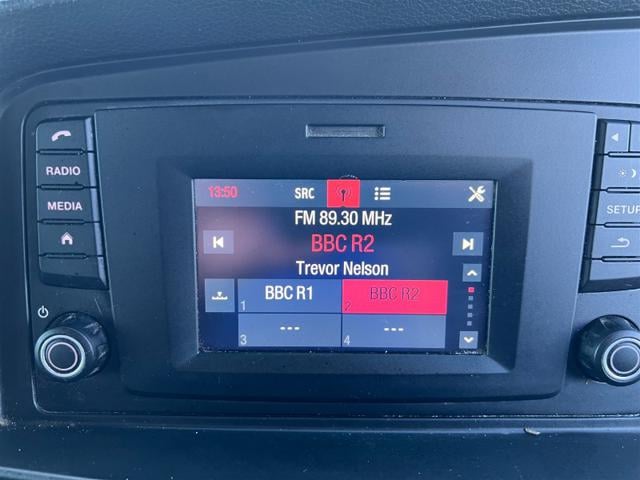 RADIO
MEDIA
13:50 SRC
FM 89.30 MHz
BBC R2
Trevor Nelson
1 BBC R1
2 BBC R2
3 ---
4 ---
SETUP